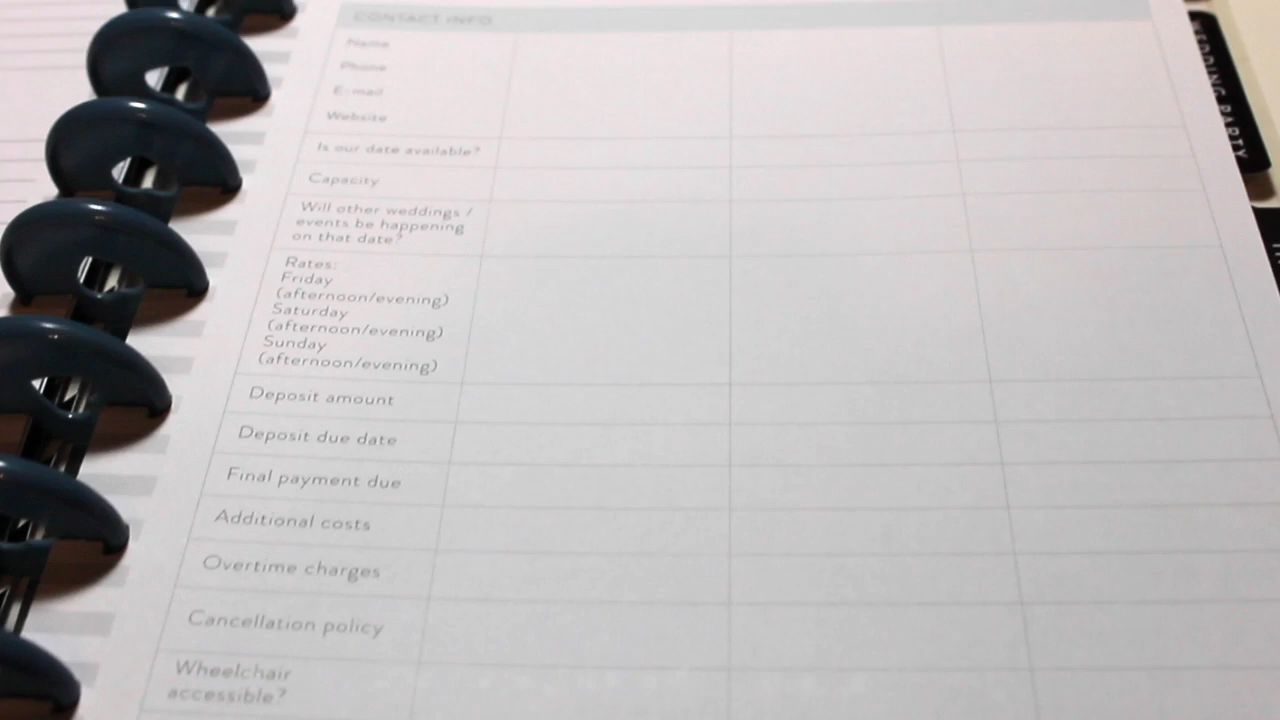 CONTACT INFO
Name
Phone
E-mail
Website
Is our date available?
Capacity
Will other weddings /
events be happening
on that date?
Rates:
Friday
(afternoon/evening)
Saturday
(afternoon/evening)
Sunday
(afternoon/evening)
Deposit amount
Deposit due date
Final payment due
Additional costs
Overtime charges
Cancellation policy
Wheelchair
accessible?
WEDDING PARTY